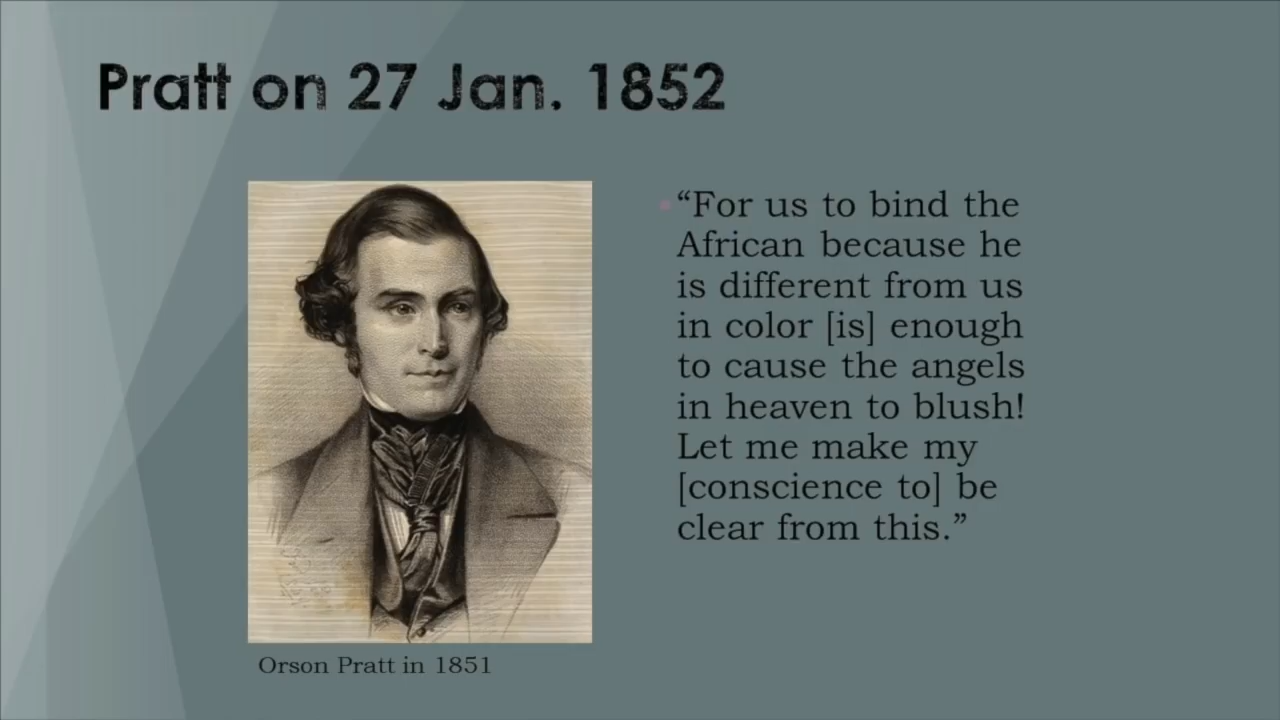 Pratt on 27 Jan. 1852
“For us to bind the
African because he
is different from us
in color [is] enough
to cause the angels
in heaven to blush!
Let me make my
[conscience to] be
clear from this.”
Orson Pratt in 1851